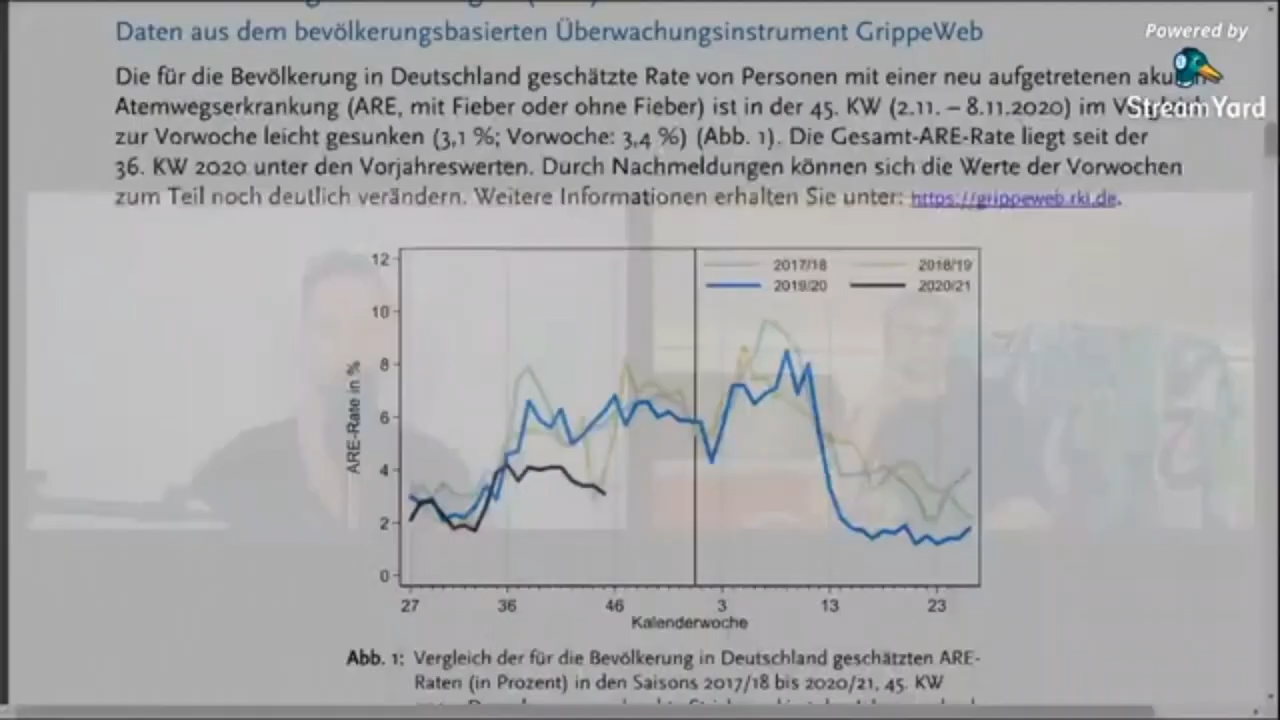 Daten aus dem bevölkerungsbasierten Überwachungsinstrument GrippeWeb
Powered by
StreamYard
Die für die Bevölkerung in Deutschland geschätzte Rate von Personen mit einer neu aufgetretenen
Atemwegserkrankung (ARE, mit Fieber oder ohne Fieber) ist in der 45. KW (2.11. – 8.11.2020) im
zur Vorwoche leicht gesunken (3,1 %; Vorwoche: 3,4 %) (Abb. 1). Die Gesamt-ARE-Rate liegt seit der
36. KW 2020 unter den Vorjahreswerten. Durch Nachmeldungen können sich die Werte der Vorwochen
zum Teil noch deutlich verändern. Weitere Informationen erhalten Sie unter: https://grippeweb.rki.de.
2017/18 2018/19
2019/20 2020/21
ARE-Rate in %
12
10
8
6
4
2
0
27 36 46 3 13 23
Kalenderwoche
Abb. 1: Vergleich der für die Bevölkerung in Deutschland geschätzten ARE-
Raten (in Prozent) in den Saisons 2017/18 bis 2020/21, 45. KW